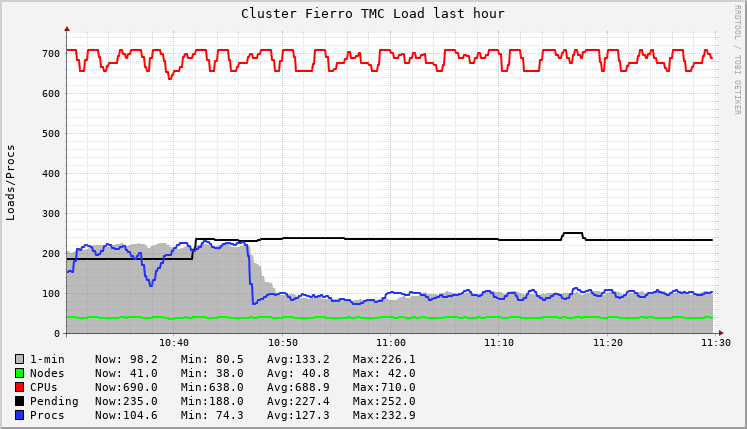 Cluster Fierro TMC Load last hour
RRDTOOL / TOBI OETIKER
Loads/Procs
700
600
500
400
300
200
100
0
10:40 10:50 11:00 11:10 11:20 11:30
1-min Now: 98.2 Min: 80.5 Avg:133.2 Max:226.1
Nodes Now: 41.0 Min: 38.0 Avg: 40.8 Max: 42.0
CPUs Now:690.0 Min:638.0 Avg:688.9 Max:710.0
Pending Now:235.0 Min:188.0 Avg:227.4 Max:252.0
Procs Now:104.6 Min: 74.3 Avg:127.3 Max:232.9